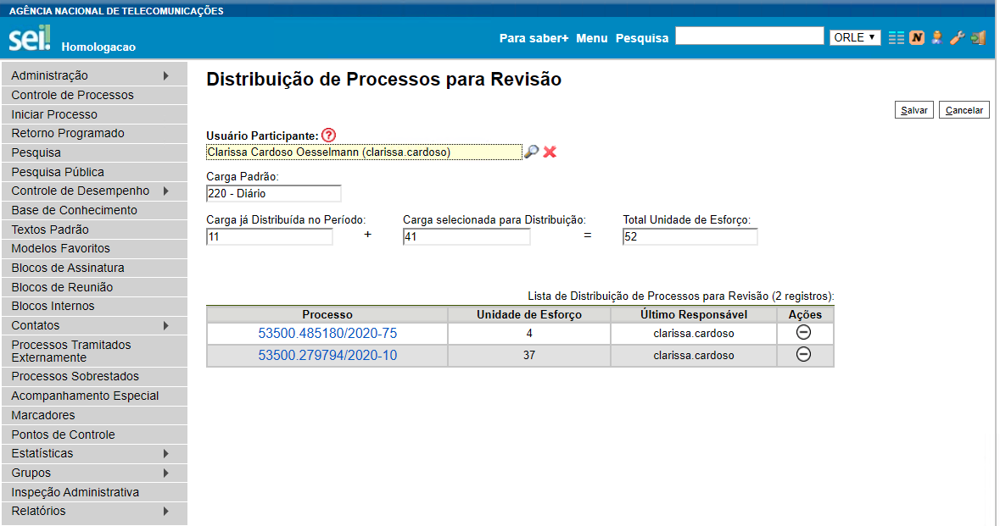 AGÊNCIA NACIONAL DE TELECOMUNICAÇÕES
sei! Homologacao
Para saber+ Menu Pesquisa ORLE
Administração
Controle de Processos
Iniciar Processo
Retorno Programado
Pesquisa
Pesquisa Pública
Controle de Desempenho
Base de Conhecimento
Textos Padrão
Modelos Favoritos
Blocos de Assinatura
Blocos de Reunião
Blocos Internos
Contatos
Processos Tramitados
Externamente
Processos Sobrestados
Acompanhamento Especial
Marcadores
Pontos de Controle
Estatísticas
Grupos
Inspeção Administrativa
Relatórios
Distribuição de Processos para Revisão
Salvar Cancelar
Usuário Participante: ?
Clarissa Cardoso Oesselmann (clarissa.cardoso)
Carga Padrão:
220 - Diário
Carga já Distribuída no Período: Carga selecionada para Distribuição: Total Unidade de Esforço:
11 + 41 = 52
Lista de Distribuição de Processos para Revisão (2 registros):
Processo Unidade de Esforço Último Responsável Ações
53500.485180/2020-75 4 clarissa.cardoso
53500.279794/2020-10 37 clarissa.cardoso